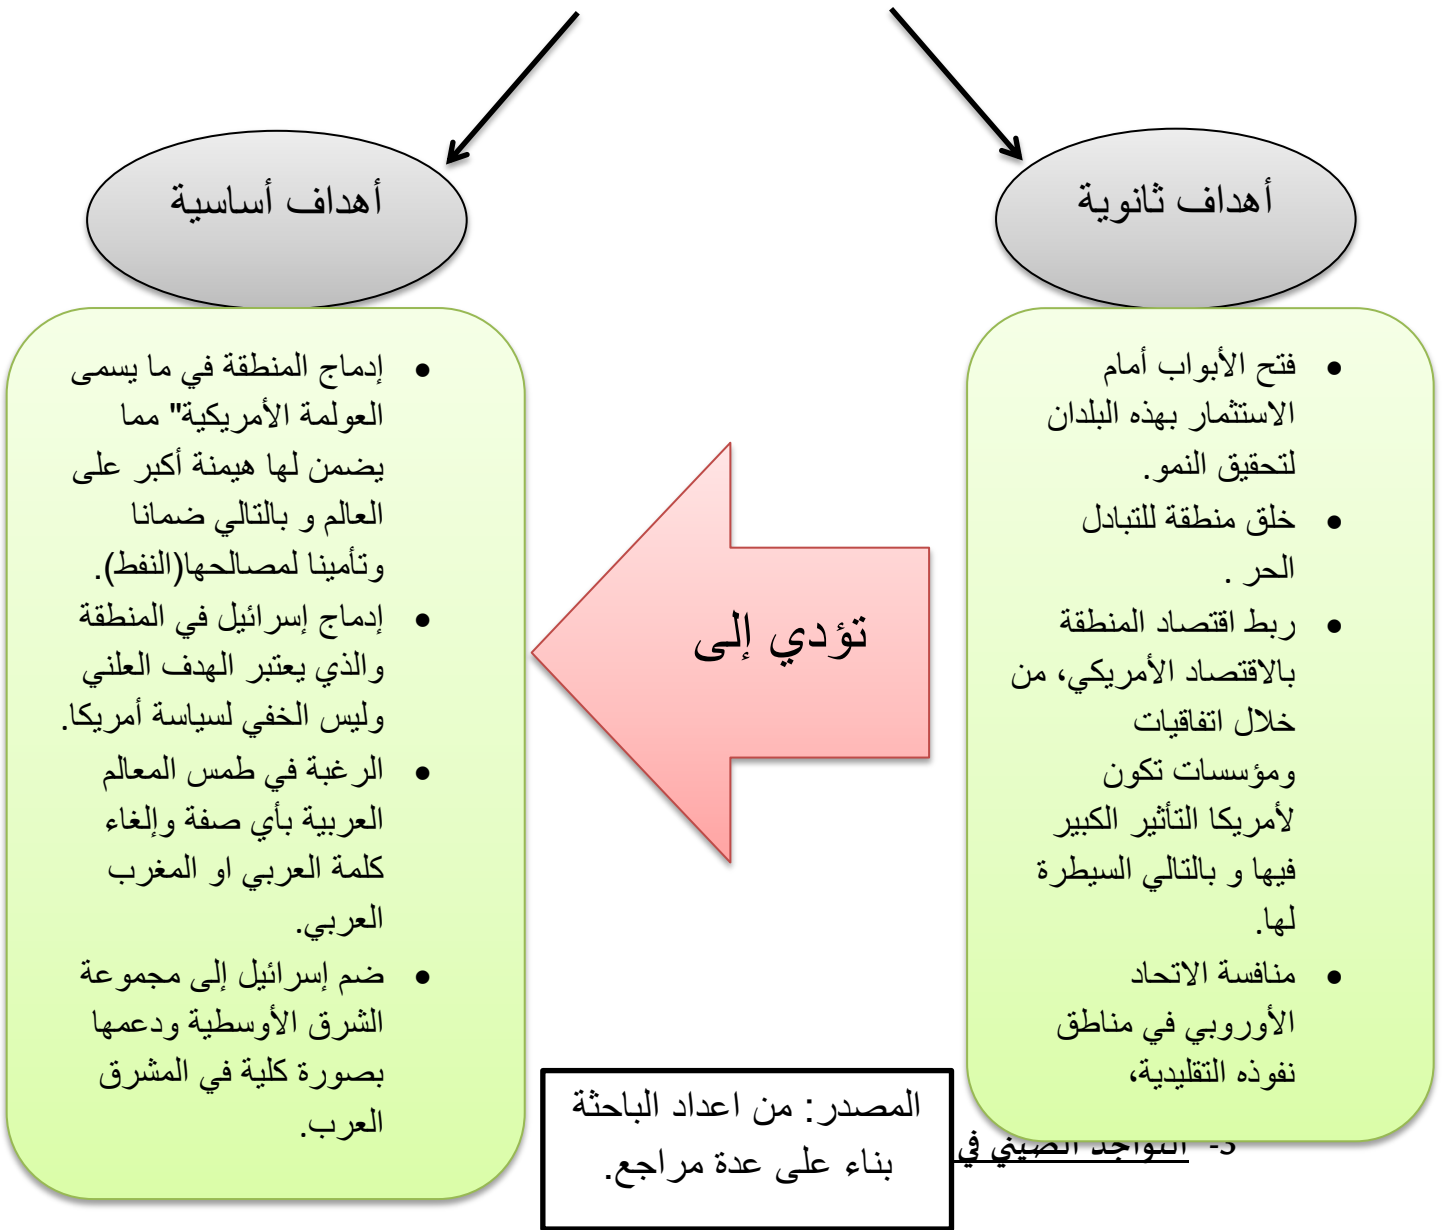 أهداف ثانوية
• فتح الأبواب أمام
الاستثمار بهذه البلدان
لتحقيق النمو.
• خلق منطقة للتبادل
الحر .
• ربط اقتصاد المنطقة
بالاقتصاد الأمريكي، من
خلال اتفاقيات
ومؤسسات تكون
لأمريكا التأثير الكبير
فيها و بالتالي السيطرة
لها.
• منافسة الاتحاد
الأوروبي في مناطق
نفوذه التقليدية،
تؤدي إلى
أهداف أساسية
• إدماج المنطقة في ما يسمى
العولمة الأمريكية" مما
يضمن لها هيمنة أكبر على
العالم و بالتالي ضمانا
وتأمينا لمصالحها(النفط).
• إدماج إسرائيل في المنطقة
والذي يعتبر الهدف العلني
وليس الخفي لسياسة أمريكا.
• الرغبة في طمس المعالم
العربية بأي صفة وإلغاء
كلمة العربي او المغرب
العربي.
• ضم إسرائيل إلى مجموعة
الشرق الأوسطية ودعمها
بصورة كلية في المشرق
العرب.
المصدر: من اعداد الباحثة
بناء على عدة مراجع.
3- التواجد الصيني في